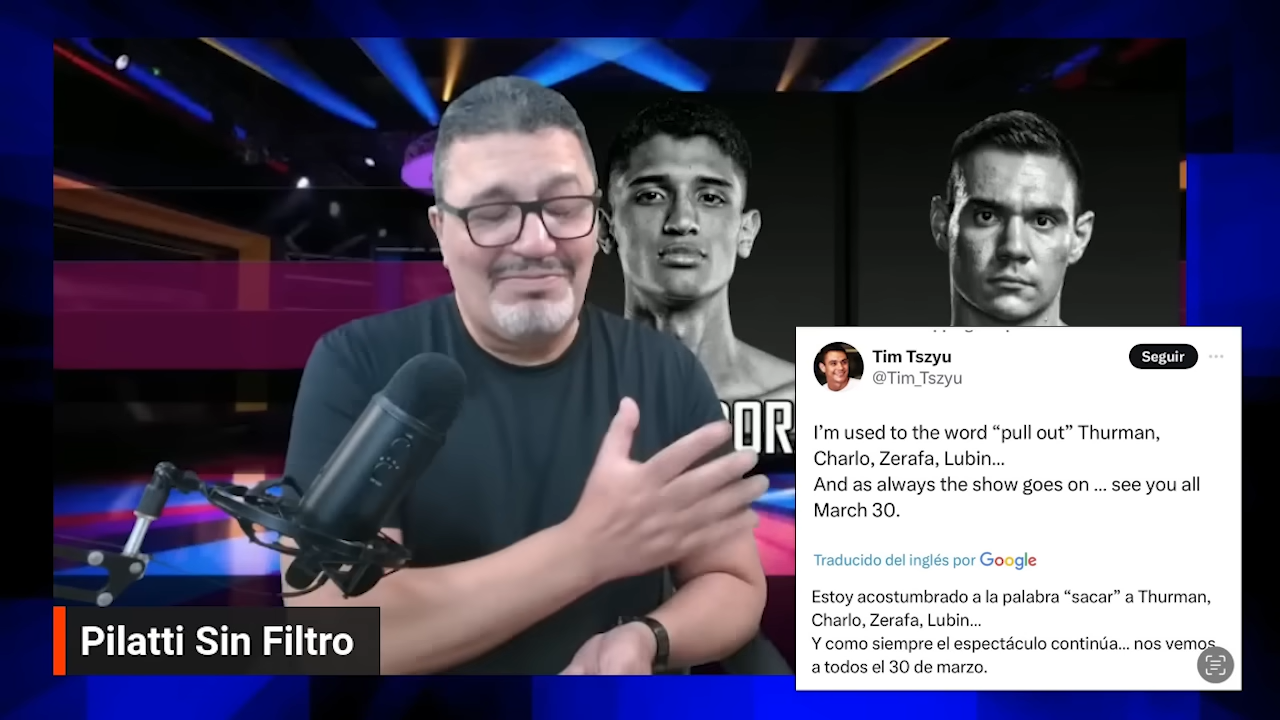 Tim Tszyu
@Tim_Tszyu
Seguir
I'm used to the word “pull out” Thurman,
Charlo, Zerafa, Lubin...
And as always the show goes on ... see you all
March 30.
Traducido del inglés por Google
Estoy acostumbrado a la palabra “sacar” a Thurman,
Charlo, Zerafa, Lubin...
Y como siempre el espectáculo continúa... nos vemos
a todos el 30 de marzo.
Pilatti Sin Filtro